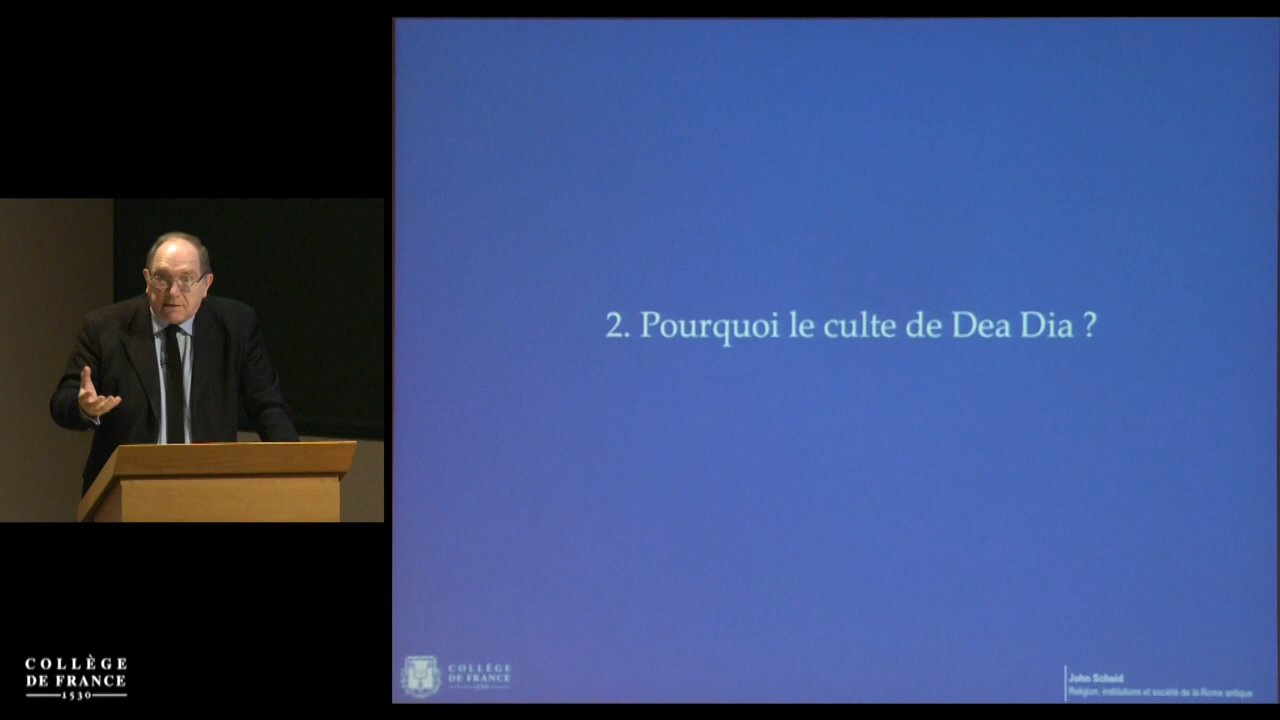 2. Pourquoi le culte de Dea Dia ?
COLLÈGE
DE FRANCE
1530
COLLÈGE
DE FRANCE
1530
John Scheid
Religion, institutions et société de la Rome antique